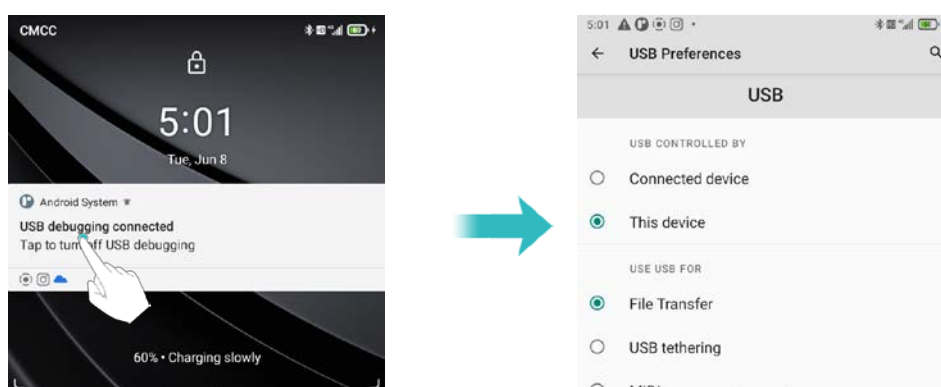 CMCC
5:01
Tue, Jun 8
Android System
USB debugging connected
Tap to turn off USB debugging
60% • Charging slowly
5:01
USB Preferences
USB
USB CONTROLLED BY
Connected device
This device
USE USB FOR
File Transfer
USB tethering